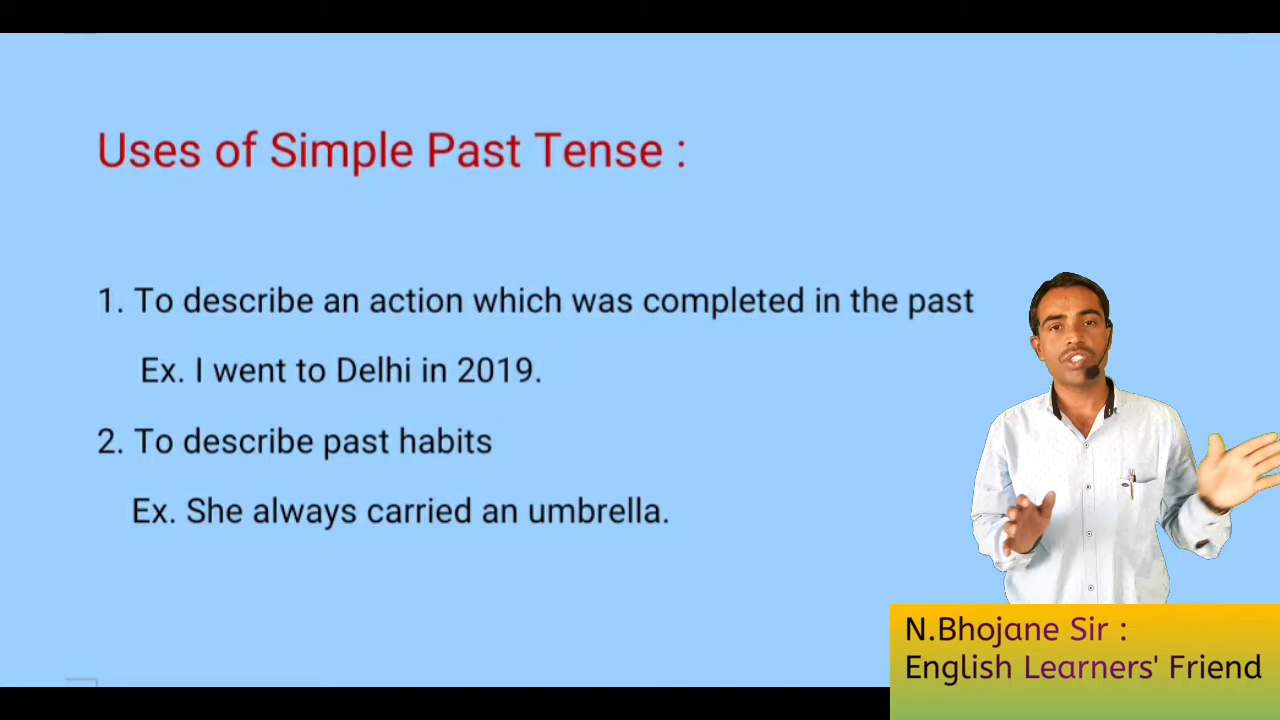 Uses of Simple Past Tense :
1. To describe an action which was completed in the past
Ex. I went to Delhi in 2019.
2. To describe past habits
Ex. She always carried an umbrella.
N.Bhojane Sir :
English Learners' Friend